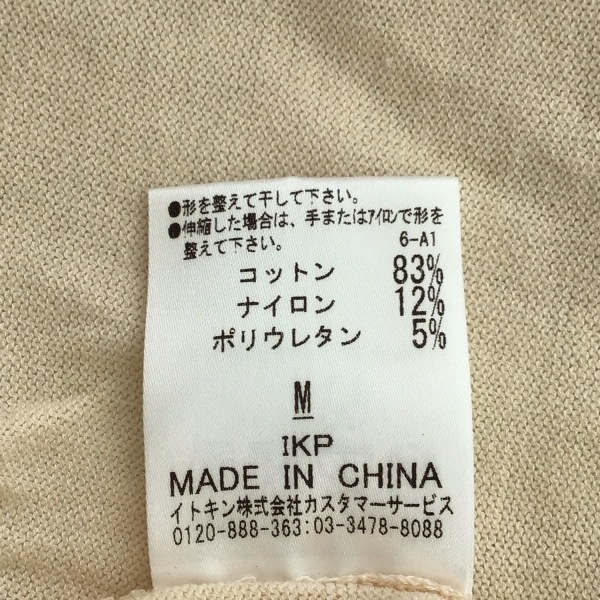 ●形を整えて干して下さい。
●伸縮した場合は、手またはアイロンで形を
整えて下さい。 6-A1
コットン 83%
ナイロン 12%
ポリウレタン 5%
M
IKP
MADE IN CHINA
イトキン株式会社カスタマーサービス
0120-888-363:03-3478-8088